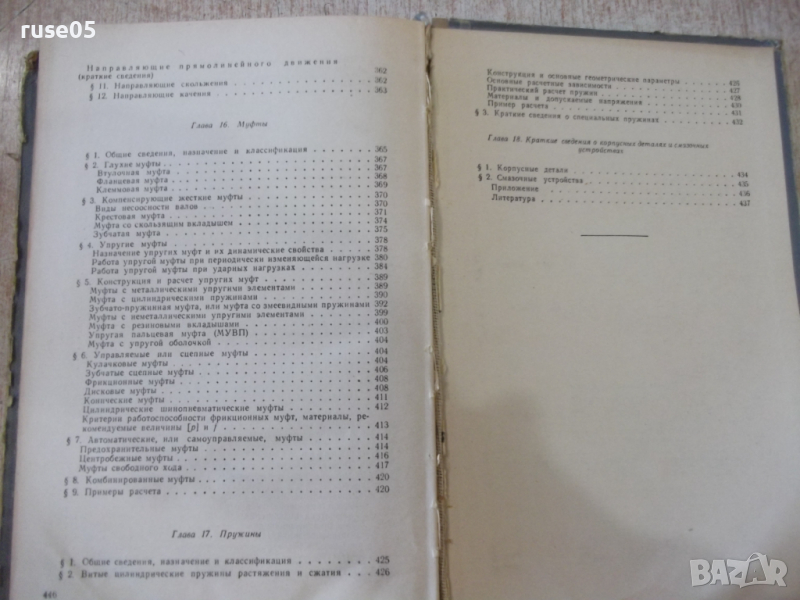 ruse05
Направляющие прямолинейного движения
(краткие сведения) . . . . . . . . . . 362
§ 11. Направляющие скольжения . . . . . . . . . . 362
§ 12. Направляющие качения . . . . . . . . . . 363
Глава 16. Муфты
§ 1. Общие сведения, назначение и классификация . . . . . . . . . . 365
§ 2. Глухие муфты . . . . . . . . . . 367
Втулочная муфта . . . . . . . . . . 367
Фланцевая муфта . . . . . . . . . . 368
Клеммовая муфта . . . . . . . . . . 369
§ 3. Компенсирующие жесткие муфты . . . . . . . . . . 370
Виды несоосности валов . . . . . . . . . . 370
Крестовая муфта . . . . . . . . . . 371
Муфта со скользящим вкладышем . . . . . . . . . . 374
Зубчатая муфта . . . . . . . . . . 375
§ 4. Упругие муфты . . . . . . . . . . 378
Назначение упругих муфт и их динамические свойства . . . . . 378
Работа упругой муфты при периодически изменяющейся нагрузке 380
Работа упругой муфты при ударных нагрузках . . . . . . . . . . 384
§ 5. Конструкция и расчет упругих муфт . . . . . . . . . . 389
Муфты с металлическими упругими элементами . . . . . . . . . . 389
Муфта с цилиндрическими пружинами . . . . . . . . . . 390
Зубчато-пружинная муфта, или муфта со змеевидными пружинами 392
Муфты с неметаллическими упругими элементами . . . . . . . . . . 399
Муфта с резиновыми вкладышами . . . . . . . . . . 400
Упругая пальцевая муфта (МУВП) . . . . . . . . . . 403
Муфта с упругой оболочкой . . . . . . . . . . 404
§ 6. Управляемые или сцепные муфты . . . . . . . . . . 404
Кулачковые муфты . . . . . . . . . . 404
Зубчатые сцепные муфты . . . . . . . . . . 406
Фрикционные муфты . . . . . . . . . . 408
Дисковые муфты . . . . . . . . . . 408
Конические муфты . . . . . . . . . . 411
Цилиндрические шинопневматические муфты . . . . . . . . . . 412
Критерии работоспособности фрикционных муфт, материалы, ре-
комендуемые величины [p] и f . . . . . . . . . . 413
§ 7. Автоматические, или самоуправляемые, муфты . . . . . . . . . . 414
Предохранительные муфты . . . . . . . . . . 414
Центробежные муфты . . . . . . . . . . 416
Муфты свободного хода . . . . . . . . . . 417
§ 8. Комбинированные муфты . . . . . . . . . . 420
§ 9. Примеры расчета . . . . . . . . . . 420
Глава 17. Пружины
§ 1. Общие сведения, назначение и классификация . . . . . . . . . . 425
§ 2. Витые цилиндрические пружины растяжения и сжатия . . . 426
446
Конструкция и основные геометрические параметры . . . . . 426
Основные расчетные зависимости . . . . . . . . . . 427
Практический расчет пружин . . . . . . . . . . 429
Материалы и допускаемые напряжения . . . . . . . . . . 430
Пример расчета . . . . . . . . . . 431
§ 3. Краткие сведения о специальных пружинах . . . . . 432
Глава 18. Краткие сведения о корпусных деталях и смазочных
устройствах
§ 1. Корпусные детали . . . . . . . . . . 434
§ 2. Смазочные устройства . . . . . . . . . . 435
Приложение . . . . . . . . . . 436
Литература . . . . . . . . . . 437
BAZAR
.bg